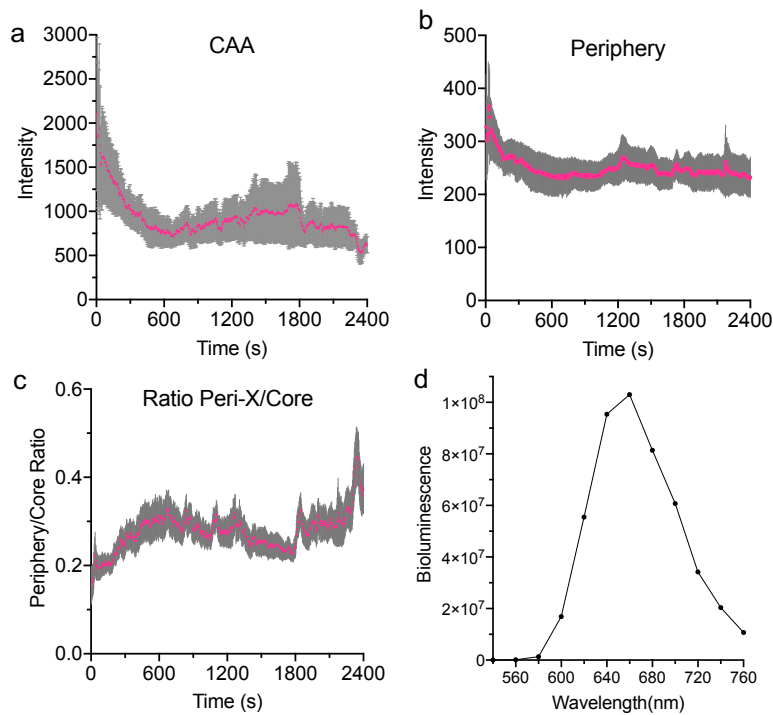 a
CAA
Intensity
3000
2500
2000
1500
1000
500
0
0 600 1200 1800 2400
Time (s)
b
Periphery
Intensity
500
400
300
200
100
0
0 600 1200 1800 2400
Time (s)
c
Ratio Peri-X/Core
Periphery/Core Ratio
0.6
0.4
0.2
0.0
0 600 1200 1800 2400
Time (s)
d
Bioluminescence
1×10⁸
8×10⁷
6×10⁷
4×10⁷
2×10⁷
0
560 600 640 680 720 760
Wavelength(nm)